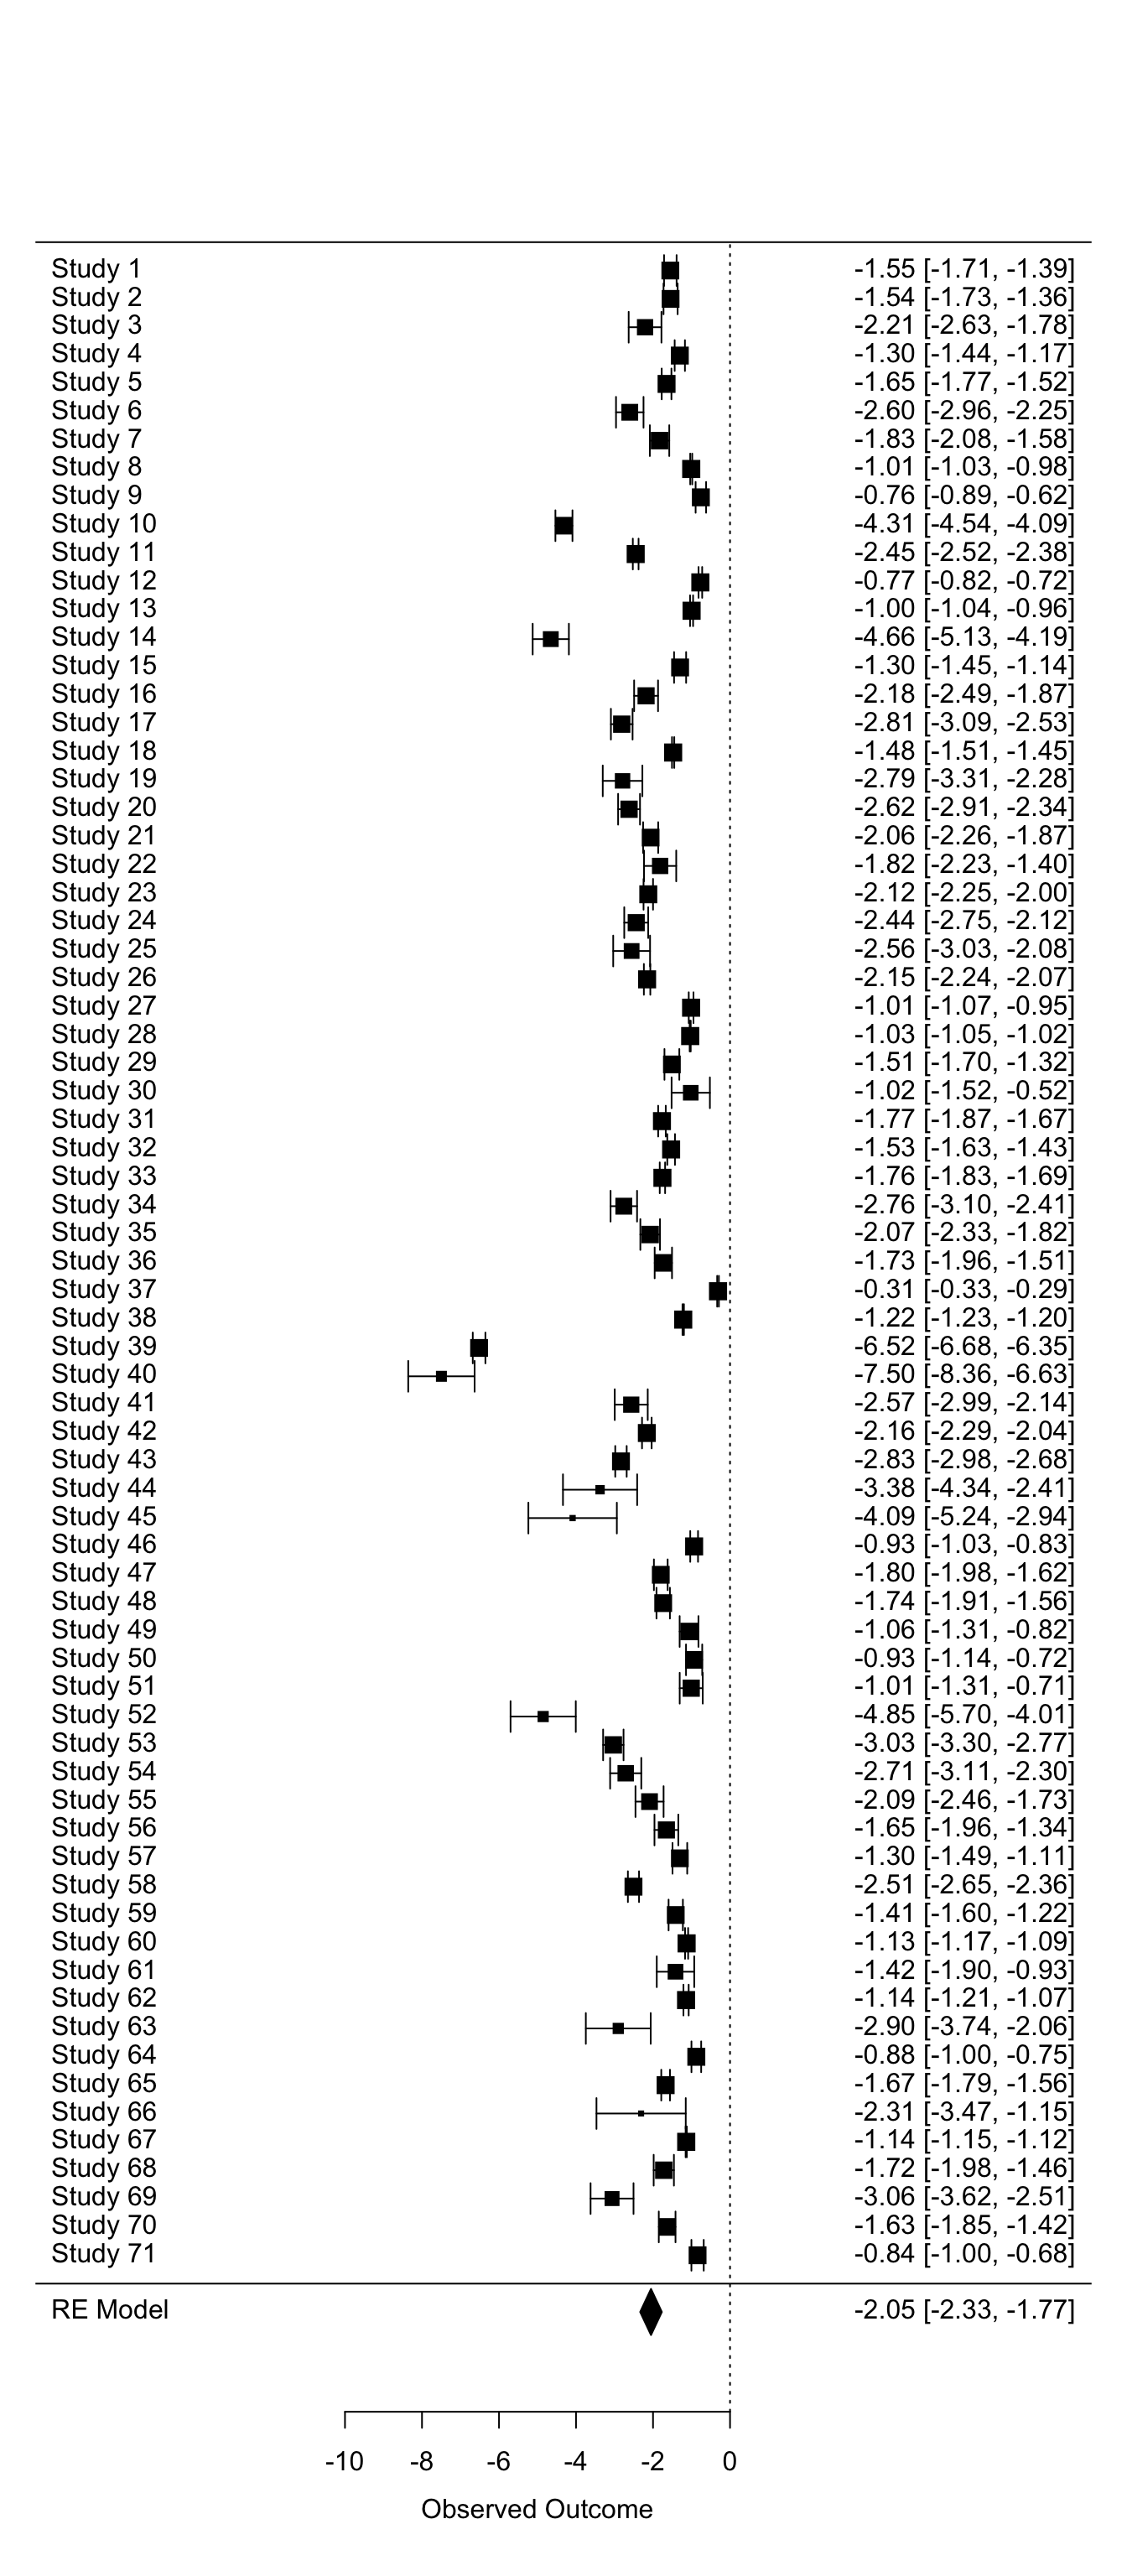 Study 1 -1.55 [-1.71, -1.39]
Study 2 -1.54 [-1.73, -1.36]
Study 3 -2.21 [-2.63, -1.78]
Study 4 -1.30 [-1.44, -1.17]
Study 5 -1.65 [-1.77, -1.52]
Study 6 -2.60 [-2.96, -2.25]
Study 7 -1.83 [-2.08, -1.58]
Study 8 -1.01 [-1.03, -0.98]
Study 9 -0.76 [-0.89, -0.62]
Study 10 -4.31 [-4.54, -4.09]
Study 11 -2.45 [-2.52, -2.38]
Study 12 -0.77 [-0.82, -0.72]
Study 13 -1.00 [-1.04, -0.96]
Study 14 -4.66 [-5.13, -4.19]
Study 15 -1.30 [-1.45, -1.14]
Study 16 -2.18 [-2.49, -1.87]
Study 17 -2.81 [-3.09, -2.53]
Study 18 -1.48 [-1.51, -1.45]
Study 19 -2.79 [-3.31, -2.28]
Study 20 -2.62 [-2.91, -2.34]
Study 21 -2.06 [-2.26, -1.87]
Study 22 -1.82 [-2.23, -1.40]
Study 23 -2.12 [-2.25, -2.00]
Study 24 -2.44 [-2.75, -2.12]
Study 25 -2.56 [-3.03, -2.08]
Study 26 -2.15 [-2.24, -2.07]
Study 27 -1.01 [-1.07, -0.95]
Study 28 -1.03 [-1.05, -1.02]
Study 29 -1.51 [-1.70, -1.32]
Study 30 -1.02 [-1.52, -0.52]
Study 31 -1.77 [-1.87, -1.67]
Study 32 -1.53 [-1.63, -1.43]
Study 33 -1.76 [-1.83, -1.69]
Study 34 -2.76 [-3.10, -2.41]
Study 35 -2.07 [-2.33, -1.82]
Study 36 -1.73 [-1.96, -1.51]
Study 37 -0.31 [-0.33, -0.29]
Study 38 -1.22 [-1.23, -1.20]
Study 39 -6.52 [-6.68, -6.35]
Study 40 -7.50 [-8.36, -6.63]
Study 41 -2.57 [-2.99, -2.14]
Study 42 -2.16 [-2.29, -2.04]
Study 43 -2.83 [-2.98, -2.68]
Study 44 -3.38 [-4.34, -2.41]
Study 45 -4.09 [-5.24, -2.94]
Study 46 -0.93 [-1.03, -0.83]
Study 47 -1.80 [-1.98, -1.62]
Study 48 -1.74 [-1.91, -1.56]
Study 49 -1.06 [-1.31, -0.82]
Study 50 -0.93 [-1.14, -0.72]
Study 51 -1.01 [-1.31, -0.71]
Study 52 -4.85 [-5.70, -4.01]
Study 53 -3.03 [-3.30, -2.77]
Study 54 -2.71 [-3.11, -2.30]
Study 55 -2.09 [-2.46, -1.73]
Study 56 -1.65 [-1.96, -1.34]
Study 57 -1.30 [-1.49, -1.11]
Study 58 -2.51 [-2.65, -2.36]
Study 59 -1.41 [-1.60, -1.22]
Study 60 -1.13 [-1.17, -1.09]
Study 61 -1.42 [-1.90, -0.93]
Study 62 -1.14 [-1.21, -1.07]
Study 63 -2.90 [-3.74, -2.06]
Study 64 -0.88 [-1.00, -0.75]
Study 65 -1.67 [-1.79, -1.56]
Study 66 -2.31 [-3.47, -1.15]
Study 67 -1.14 [-1.15, -1.12]
Study 68 -1.72 [-1.98, -1.46]
Study 69 -3.06 [-3.62, -2.51]
Study 70 -1.63 [-1.85, -1.42]
Study 71 -0.84 [-1.00, -0.68]
RE Model -2.05 [-2.33, -1.77]
-10 -8 -6 -4 -2 0
Observed Outcome